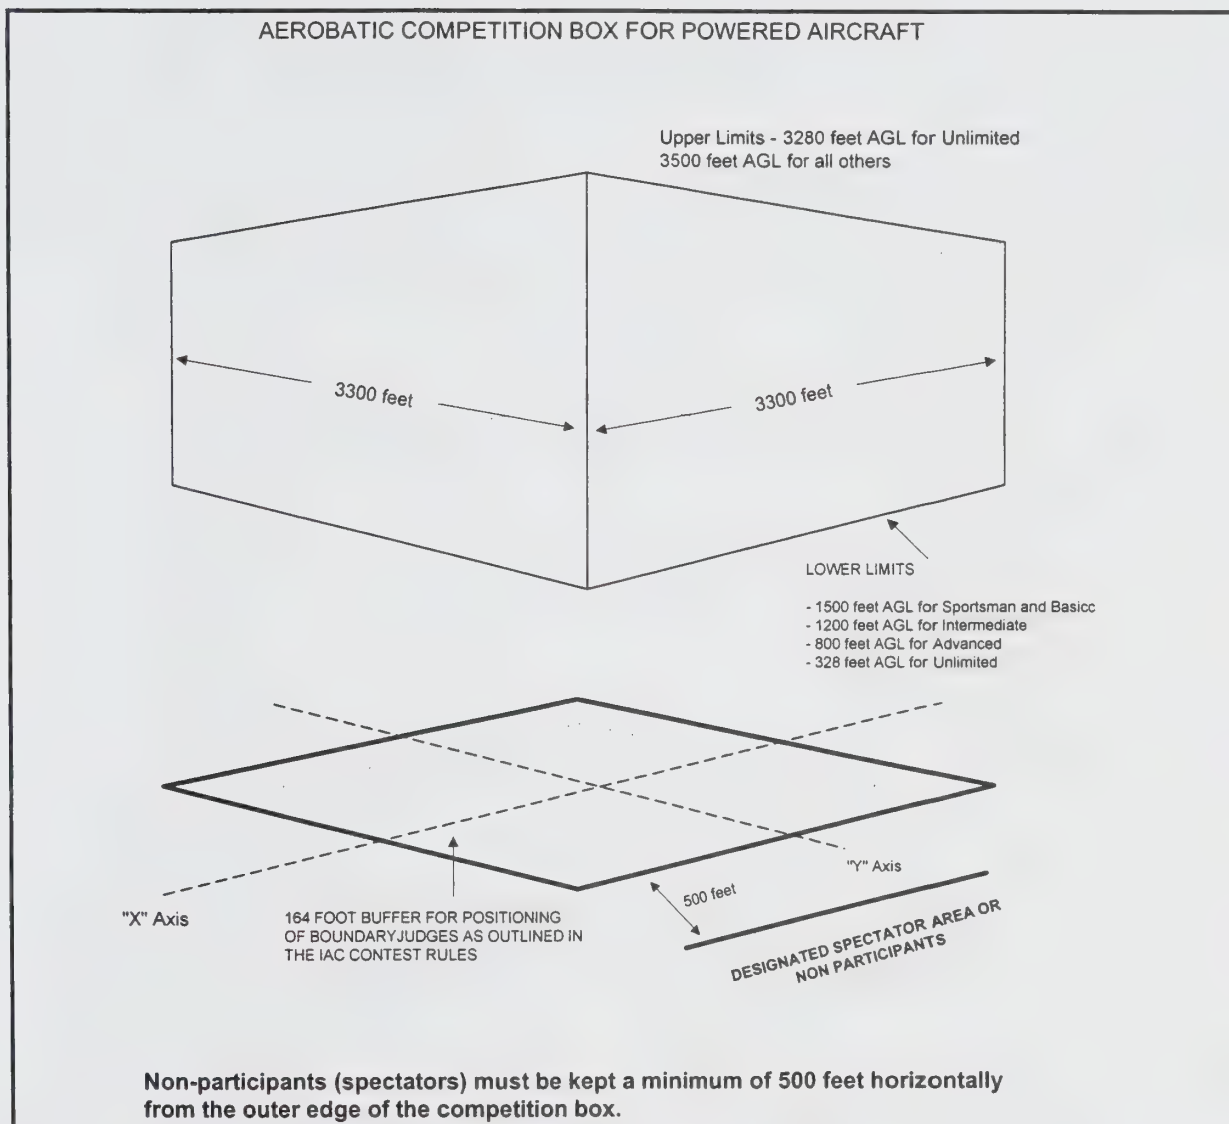 AEROBATIC COMPETITION BOX FOR POWERED AIRCRAFT
Upper Limits - 3280 feet AGL for Unlimited
3500 feet AGL for all others
3300 feet
3300 feet
LOWER LIMITS
- 1500 feet AGL for Sportsman and Basicc
- 1200 feet AGL for Intermediate
- 800 feet AGL for Advanced
- 328 feet AGL for Unlimited
"Y" Axis
500 feet
"X" Axis
164 FOOT BUFFER FOR POSITIONING
OF BOUNDARYJUDGES AS OUTLINED IN
THE IAC CONTEST RULES
DESIGNATED SPECTATOR AREA OR
NON PARTICIPANTS
Non-participants (spectators) must be kept a minimum of 500 feet horizontally
from the outer edge of the competition box.